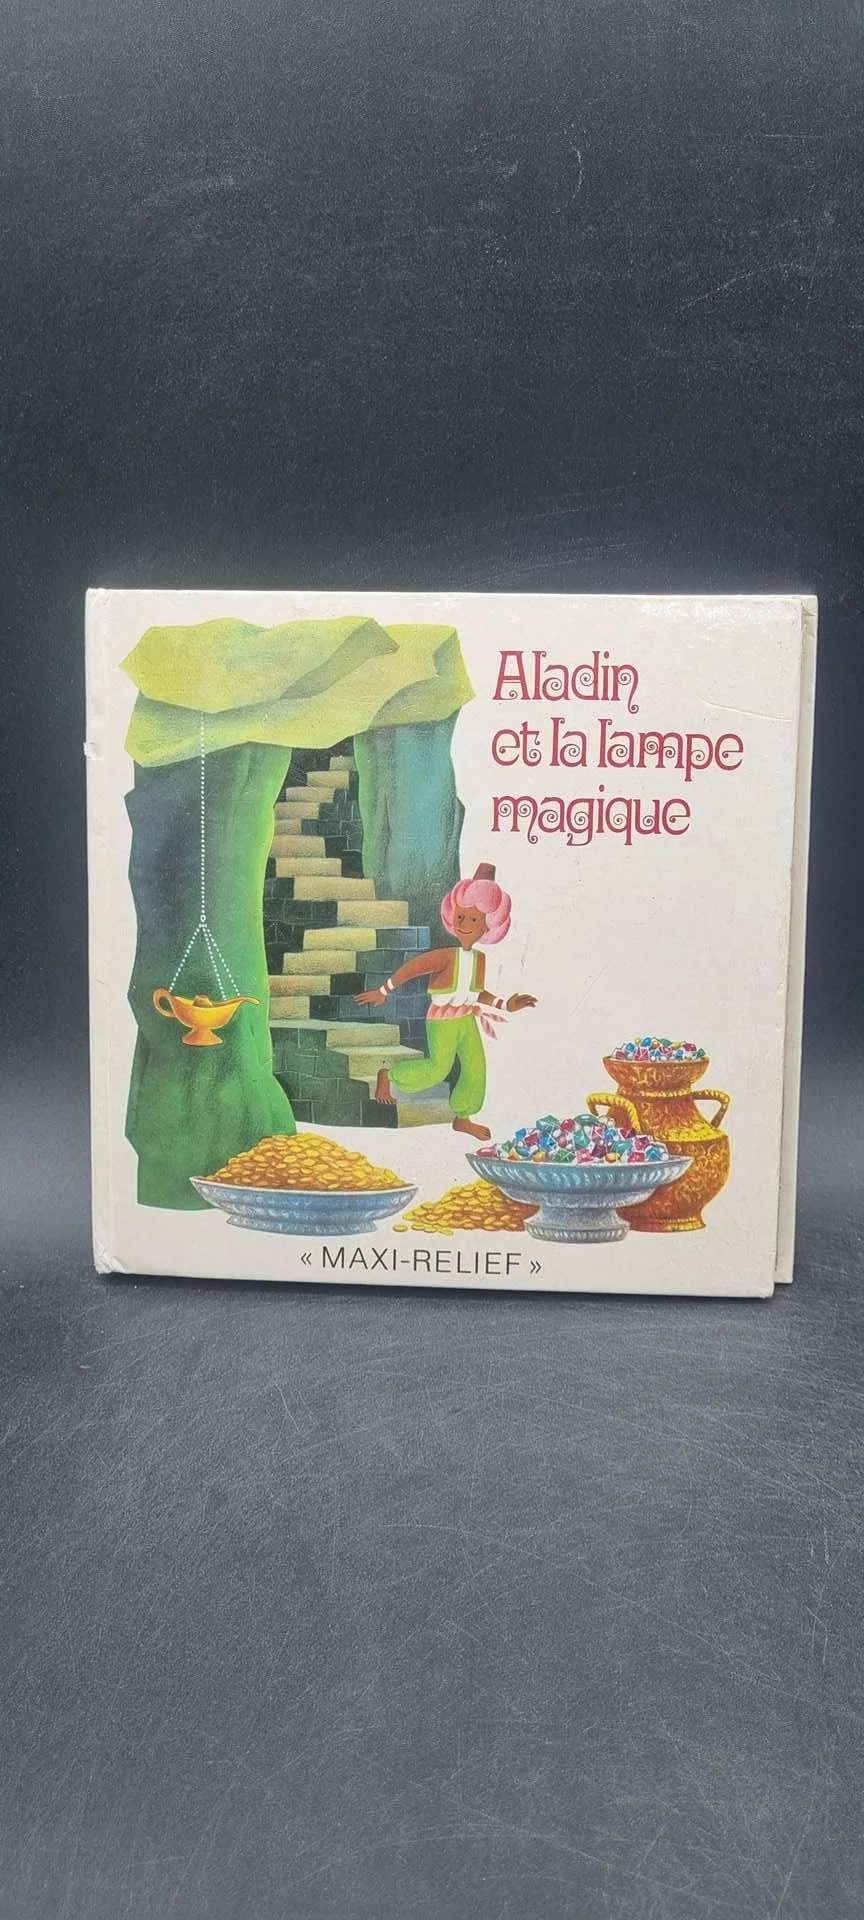 Aladin
et la lampe
magique
« MAXI-RELIEF »